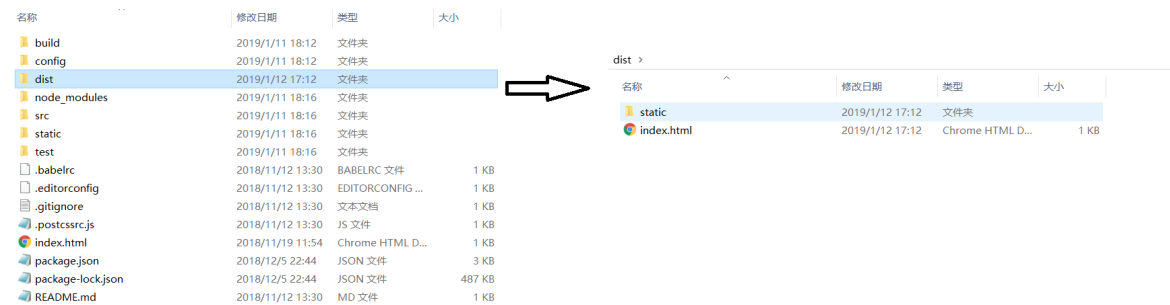 名称 修改日期 类型 大小
build 2019/1/11 18:12 文件夹
config 2019/1/11 18:12 文件夹
dist 2019/1/12 17:12 文件夹
node_modules 2019/1/11 18:16 文件夹
src 2019/1/11 18:16 文件夹
static 2019/1/11 18:16 文件夹
test 2019/1/11 18:16 文件夹
.babelrc 2018/11/12 13:30 BABELRC 文件 1 KB
.editorconfig 2018/11/12 13:30 EDITORCONFIG ... 1 KB
.gitignore 2018/11/12 13:30 文本文档 1 KB
.postcssrc.js 2018/11/12 13:30 JS 文件 1 KB
index.html 2018/11/19 11:54 Chrome HTML D... 1 KB
package.json 2018/12/5 22:44 JSON 文件 3 KB
package-lock.json 2018/12/5 22:44 JSON 文件 487 KB
README.md 2018/11/12 13:30 MD 文件 1 KB
dist >
名称 修改日期 类型 大小
static 2019/1/12 17:12 文件夹
index.html 2019/1/12 17:12 Chrome HTML D... 1 KB